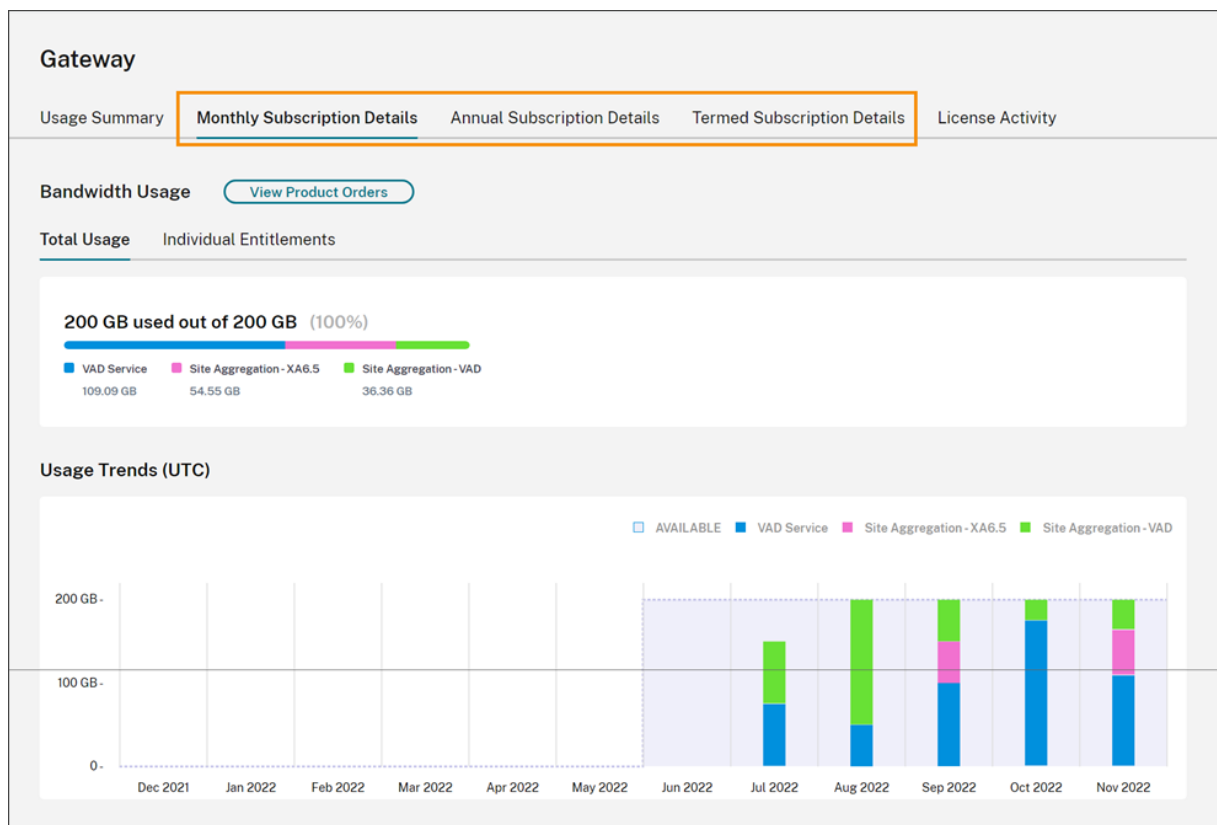 Gateway
Usage Summary Monthly Subscription Details Annual Subscription Details Termed Subscription Details License Activity
Bandwidth Usage View Product Orders
Total Usage Individual Entitlements
200 GB used out of 200 GB (100%)
VAD Service Site Aggregation - XA6.5 Site Aggregation - VAD
109.09 GB 54.55 GB 36.36 GB
Usage Trends (UTC)
AVAILABLE VAD Service Site Aggregation - XA6.5 Site Aggregation - VAD
200 GB
100 GB
0
Dec 2021 Jan 2022 Feb 2022 Mar 2022 Apr 2022 May 2022 Jun 2022 Jul 2022 Aug 2022 Sep 2022 Oct 2022 Nov 2022